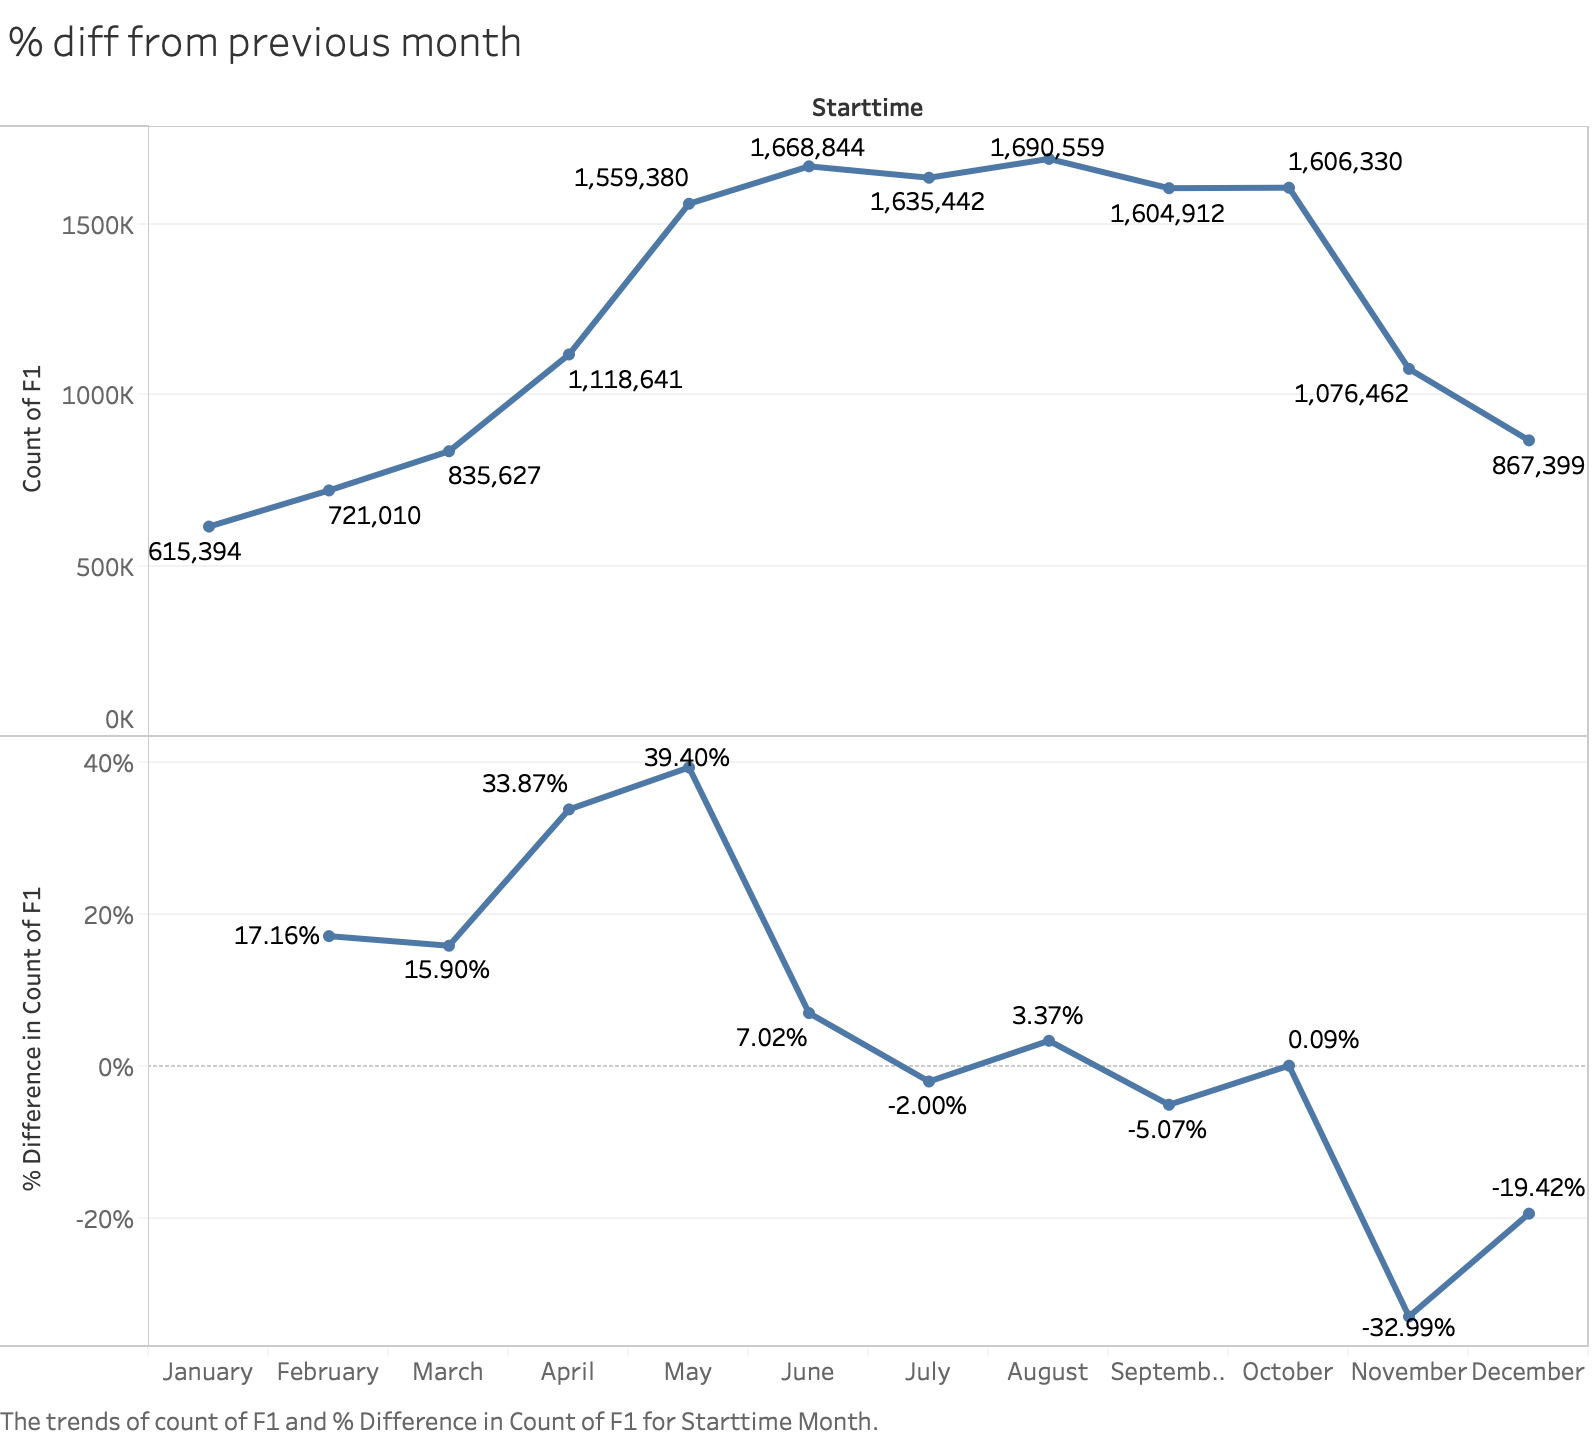 % diff from previous month
Starttime
Count of F1
1500K
1000K
500K
0K
615,394
721,010
835,627
1,118,641
1,559,380
1,668,844
1,635,442
1,690,559
1,604,912
1,606,330
1,076,462
867,399
% Difference in Count of F1
40%
20%
0%
-20%
17.16%
15.90%
33.87%
39.40%
7.02%
-2.00%
3.37%
-5.07%
0.09%
-32.99%
-19.42%
January February March April May June July August Septemb.. October November December
The trends of count of F1 and % Difference in Count of F1 for Starttime Month.